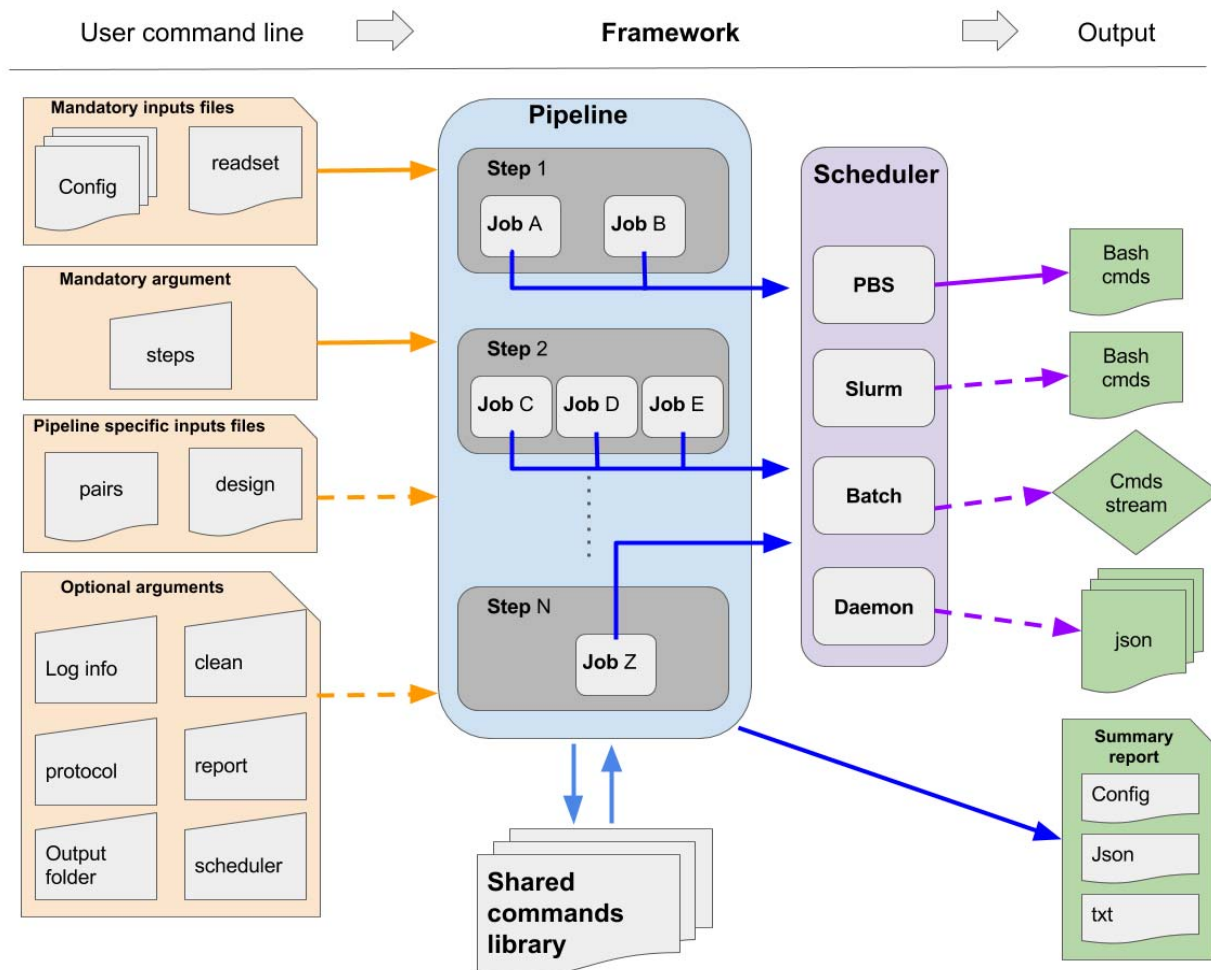 User command line
Framework
Output
Mandatory inputs files
Config
readset
Mandatory argument
steps
Pipeline specific inputs files
pairs
design
Optional arguments
Log info
clean
protocol
report
Output
folder
scheduler
Pipeline
Step 1
Job A
Job B
Step 2
Job C
Job D
Job E
Step N
Job Z
Shared
commands
library
Scheduler
PBS
Slurm
Batch
Daemon
Bash
cmds
Bash
cmds
Cmds
stream
json
Summary
report
Config
Json
txt